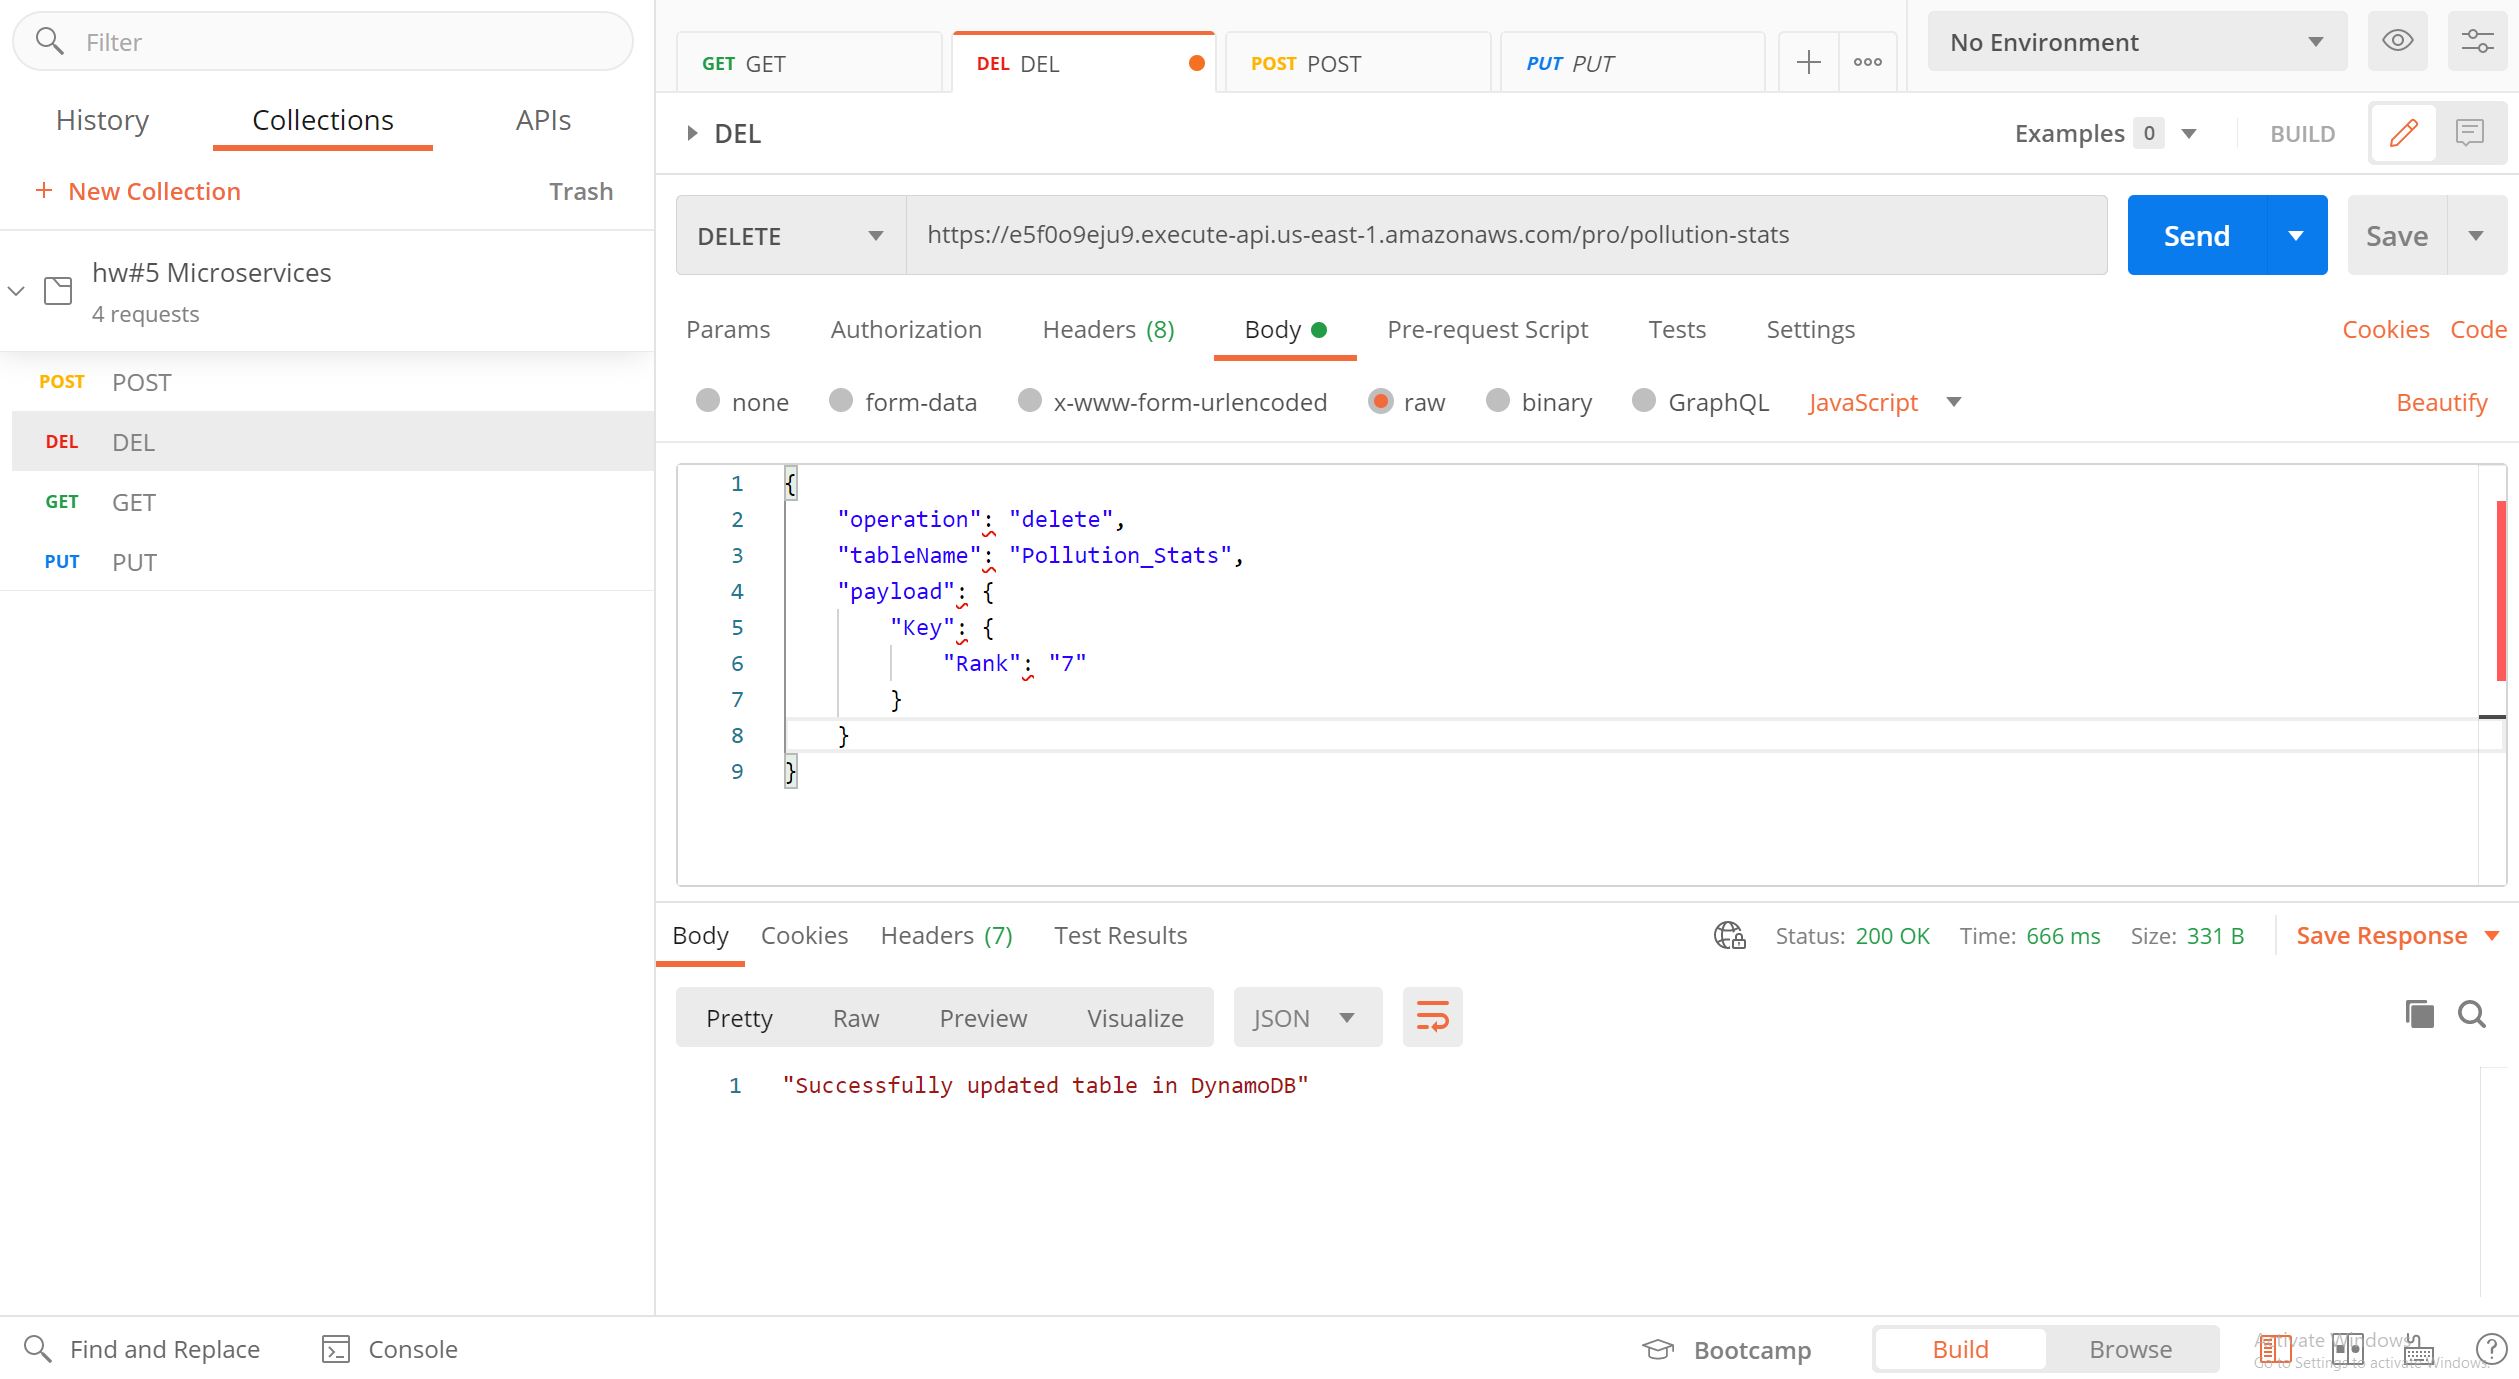 Filter
History
Collections
APIs
+ New Collection
Trash
hw#5 Microservices
4 requests
POST POST
DEL DEL
GET GET
PUT PUT
GET GET
DEL DEL
POST POST
PUT PUT
No Environment
DEL
Examples 0
BUILD
DELETE
https://e5f0o9eju9.execute-api.us-east-1.amazonaws.com/pro/pollution-stats
Send
Save
Params
Authorization
Headers (8)
Body
Pre-request Script
Tests
Settings
Cookies
Code
none
form-data
x-www-form-urlencoded
raw
binary
GraphQL
JavaScript
Beautify
1 {
2 "operation": "delete",
3 "tableName": "Pollution_Stats",
4 "payload": {
5 "Key": {
6 "Rank": "7"
7 }
8 }
9 }
Body
Cookies
Headers (7)
Test Results
Status: 200 OK
Time: 666 ms
Size: 331 B
Save Response
Pretty
Raw
Preview
Visualize
JSON
1 "Successfully updated table in DynamoDB"
Find and Replace
Console
Bootcamp
Build
Browse
Activate Windows
Go to Settings to activate Windows.